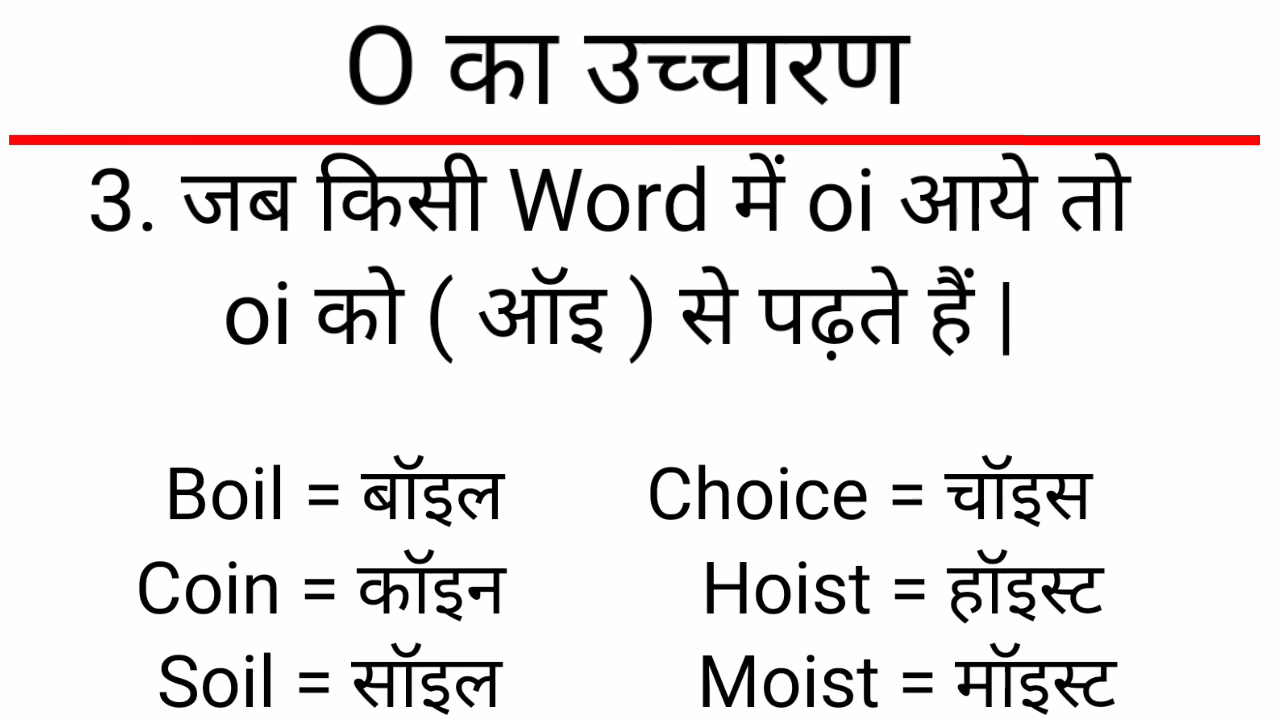 O का उच्चारण
3. जब किसी Word में oi आये तो
oi को ( ऑइ ) से पढ़ते हैं |
Boil = बॉइल Choice = चॉइस
Coin = कॉइन Hoist = हॉइस्ट
Soil = सॉइल Moist = मॉइस्ट